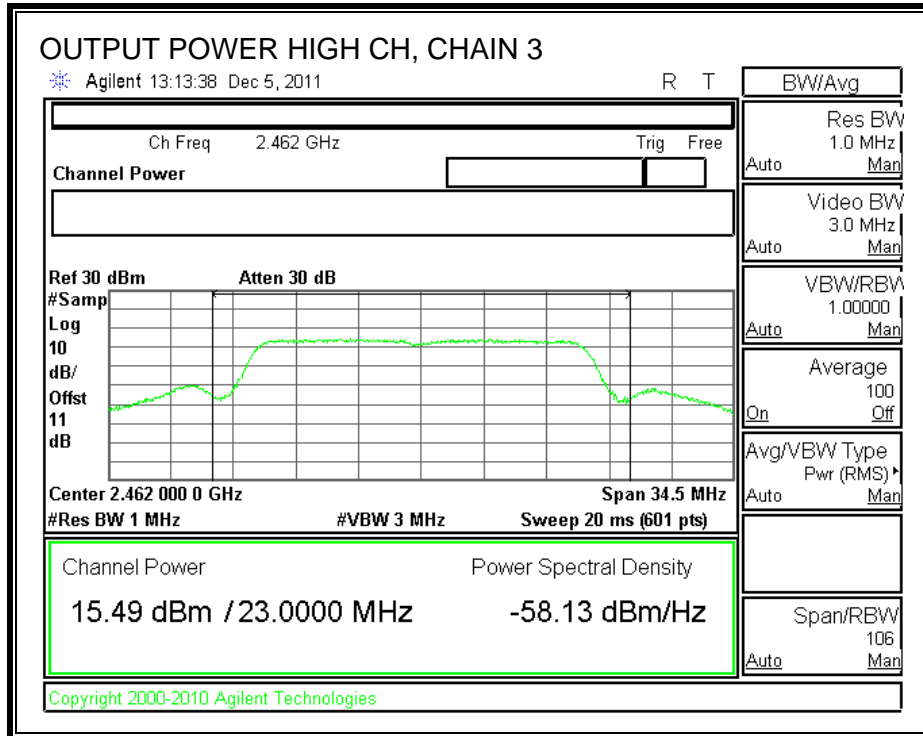 OUTPUT POWER HIGH CH, CHAIN 3
Agilent 13:13:38 Dec 5, 2011 R T
BW/Avg
Ch Freq 2.462 GHz Trig Free
Channel Power
Res BW
1.0 MHz
Auto Man
Video BW
3.0 MHz
Auto Man
VBW/RBW
1.00000
Auto Man
Average
100
On Off
Avg/VBW Type
Pwr (RMS)
Auto Man
Span/RBW
106
Auto Man
Ref 30 dBm Atten 30 dB
#Samp
Log
10
dB/
Offst
11
dB
Center 2.462 000 0 GHz Span 34.5 MHz
#Res BW 1 MHz #VBW 3 MHz Sweep 20 ms (601 pts)
Channel Power Power Spectral Density
15.49 dBm / 23.0000 MHz -58.13 dBm/Hz
Copyright 2000-2010 Agilent Technologies